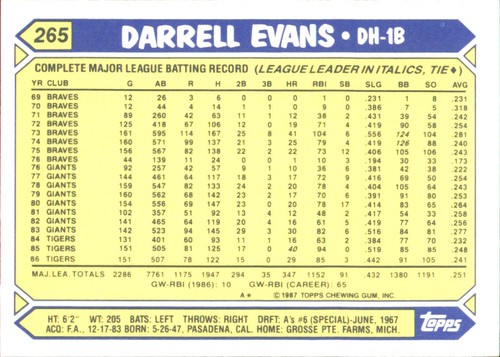 265 DARRELL EVANS • DH-1B
COMPLETE MAJOR LEAGUE BATTING RECORD (LEAGUE LEADER IN ITALICS, TIE ♦)
YR CLUB G AB R H 2B 3B HR RBI SB SLG BB SO AVG
69 BRAVES 12 26 3 6 0 0 0 1 0 .231 1 8 .231
70 BRAVES 12 44 4 14 1 1 0 9 0 .386 7 5 .318
71 BRAVES 89 260 42 63 11 1 12 38 2 .431 39 54 .242
72 BRAVES 125 418 67 106 12 0 19 71 4 .419 90 58 .254
73 BRAVES 161 595 114 167 25 8 41 104 6 .556 124 104 .281
74 BRAVES 160 571 99 137 21 3 25 79 4 .419 126 88 .240
75 BRAVES 156 567 82 138 22 2 22 73 12 .406 105 106 .243
76 BRAVES 44 139 11 24 0 0 1 10 3 .194 30 33 .173
76 GIANTS 92 257 42 57 9 1 10 36 6 .381 42 38 .222
77 GIANTS 144 461 64 117 18 3 17 72 9 .416 69 50 .254
78 GIANTS 159 547 82 133 24 2 20 78 4 .404 105 64 .243
79 GIANTS 160 562 68 142 23 2 17 70 6 .391 91 80 .253
80 GIANTS 154 556 69 147 23 0 20 78 17 .414 83 65 .264
81 GIANTS 102 357 51 92 13 4 12 48 2 .417 54 33 .258
82 GIANTS 141 465 64 119 20 4 16 61 5 .419 77 64 .256
83 GIANTS 142 523 94 145 29 3 30 82 6 .516 84 81 .277
84 TIGERS 131 401 60 93 11 1 16 63 2 .384 77 70 .232
85 TIGERS 151 505 81 125 17 0 40 94 0 .519 85 85 .248
86 TIGERS 151 507 78 122 15 0 29 85 3 .442 91 105 .241
MAJ. LEA. TOTALS 2286 7761 1175 1947 294 35 347 1152 91 .432 1380 1191 .251
GW-RBI (1986): 10 GW-RBI (CAREER): 65
A* ©1987 TOPPS CHEWING GUM, INC.
HT: 6'2" WT: 205 BATS: LEFT THROWS: RIGHT DRFT: A's #6 (SPECIAL)-JUNE, 1967
ACQ: F.A., 12-17-83 BORN: 5-26-47, PASADENA, CAL. HOME: GROSSE PTE. FARMS, MICH.
Topps